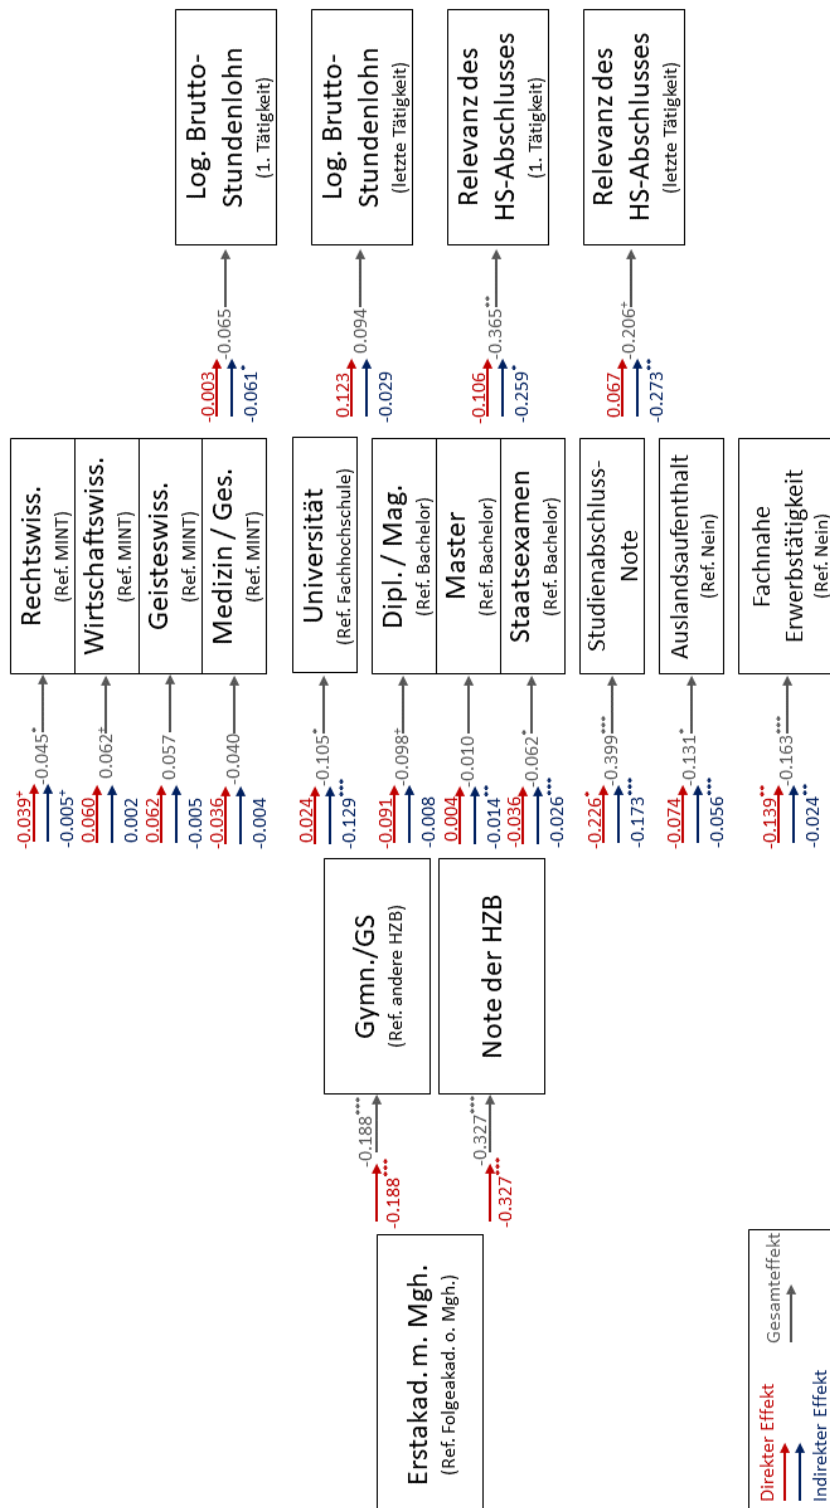 Erstakad. m. Mgh.
(Ref. Folgeakad. o. Mgh.)
-0.188***
-0.188***
-0.327***
-0.327***
Gymn./GS
(Ref. andere HZB)
Note der HZB
-0.039+
-0.005+
-0.045*
0.060
0.002
0.062+
0.062
-0.005
0.057
-0.036
-0.004
-0.040
0.024
-0.129***
-0.105*
-0.091
-0.008
-0.098+
0.004
-0.014**
-0.010
-0.036
-0.026***
-0.062*
-0.226*
-0.173***
-0.399***
-0.074
-0.056***
-0.131*
-0.139**
-0.024**
-0.163***
Rechtswiss.
(Ref. MINT)
Wirtschaftswiss.
(Ref. MINT)
Geisteswiss.
(Ref. MINT)
Medizin / Ges.
(Ref. MINT)
Universität
(Ref. Fachhochschule)
Dipl. / Mag.
(Ref. Bachelor)
Master
(Ref. Bachelor)
Staatsexamen
(Ref. Bachelor)
Studienabschluss-
Note
Auslandsaufenthalt
(Ref. Nein)
Fachnahe
Erwerbstätigkeit
(Ref. Nein)
-0.003
-0.061*
-0.065
0.123
-0.029
0.094
-0.106
-0.259*
-0.365**
0.067
-0.273**
-0.206+
Log. Brutto-
Stundenlohn
(1. Tätigkeit)
Log. Brutto-
Stundenlohn
(letzte Tätigkeit)
Relevanz des
HS-Abschlusses
(1. Tätigkeit)
Relevanz des
HS-Abschlusses
(letzte Tätigkeit)
Direkter Effekt
Indirekter Effekt
Gesamteffekt